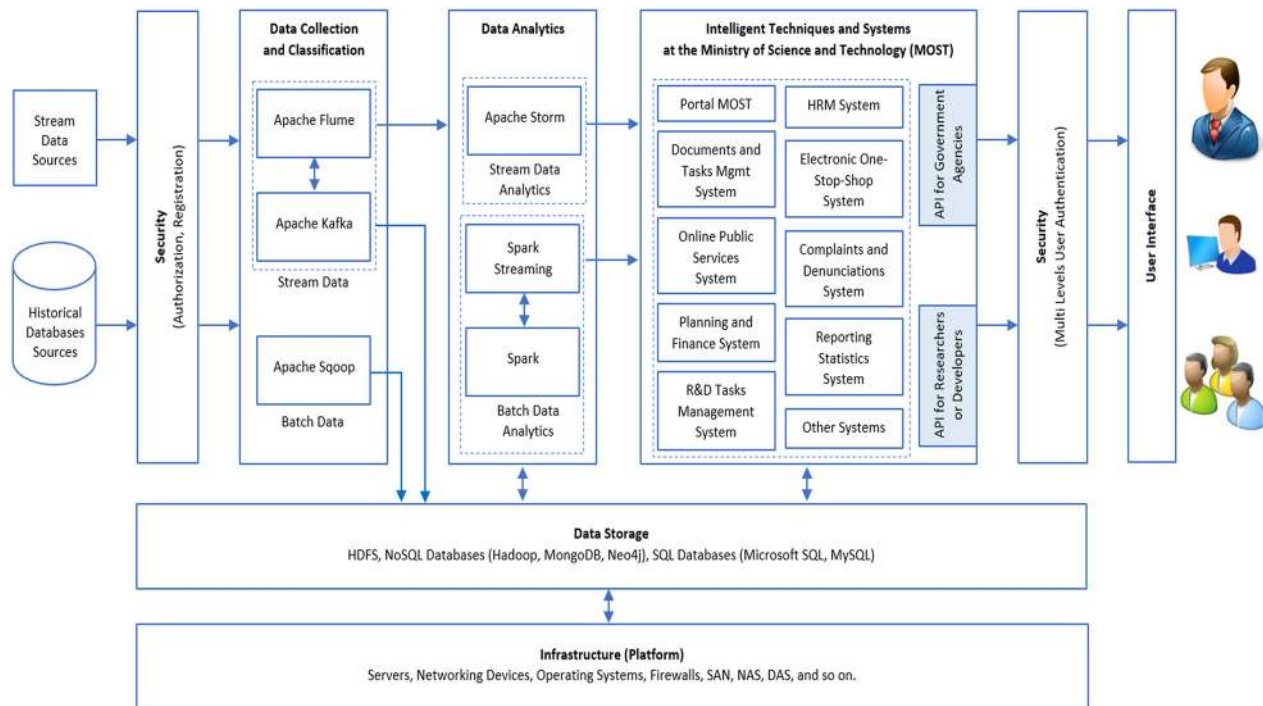 Stream
Data
Sources
Historical
Databases
Sources
Security
(Authorization, Registration)
Data Collection
and Classification
Apache Flume
Apache Kafka
Stream Data
Apache Sqoop
Batch Data
Data Analytics
Apache Storm
Stream Data
Analytics
Spark
Streaming
Spark
Batch Data
Analytics
Intelligent Techniques and Systems
at the Ministry of Science and Technology (MOST)
Portal MOST
Documents and
Tasks Mgmt
System
Online Public
Services
System
Planning and
Finance System
R&D Tasks
Management
System
HRM System
Electronic One-
Stop-Shop
System
Complaints and
Denunciations
System
Reporting
Statistics
System
Other Systems
API for Government
Agencies
API for Researchers
or Developers
Security
(Multi Levels User Authentication)
User Interface
Data Storage
HDFS, NoSQL Databases (Hadoop, MongoDB, Neo4j), SQL Databases (Microsoft SQL, MySQL)
Infrastructure (Platform)
Servers, Networking Devices, Operating Systems, Firewalls, SAN, NAS, DAS, and so on.